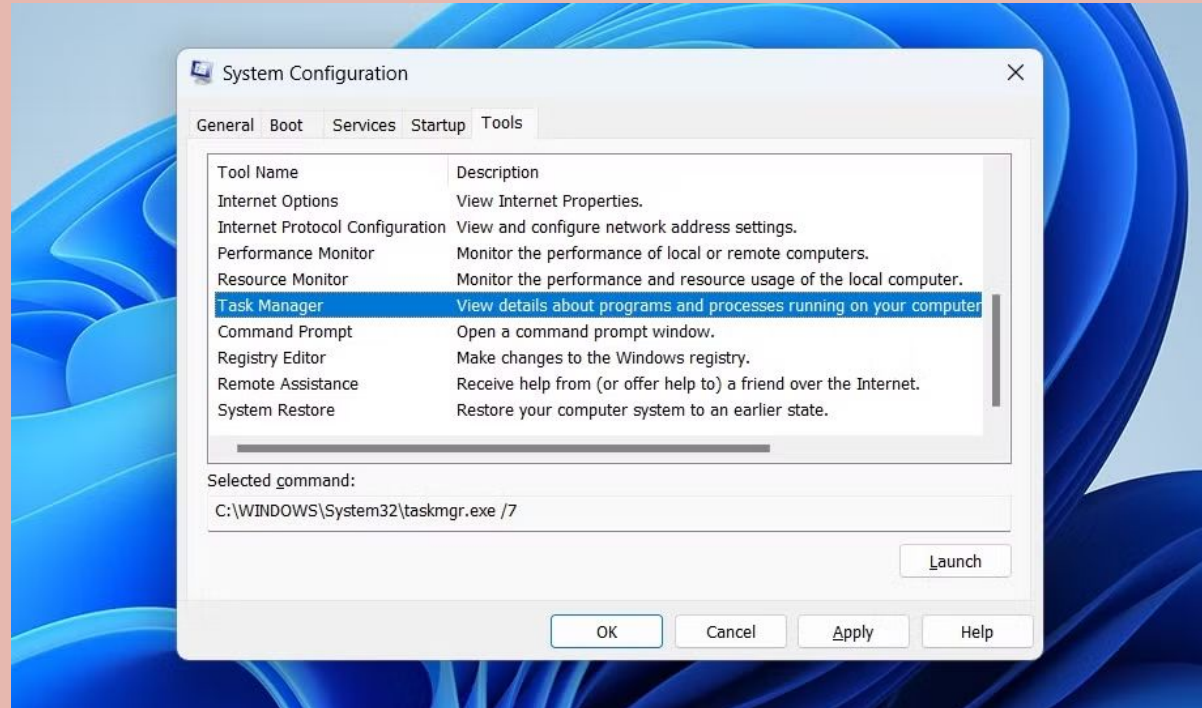 System Configuration
General Boot Services Startup Tools
Tool Name Description
Internet Options View Internet Properties.
Internet Protocol Configuration View and configure network address settings.
Performance Monitor Monitor the performance of local or remote computers.
Resource Monitor Monitor the performance and resource usage of the local computer.
Task Manager View details about programs and processes running on your computer
Command Prompt Open a command prompt window.
Registry Editor Make changes to the Windows registry.
Remote Assistance Receive help from (or offer help to) a friend over the Internet.
System Restore Restore your computer system to an earlier state.
Selected command:
C:\WINDOWS\System32\taskmgr.exe /7
Launch
OK Cancel Apply Help